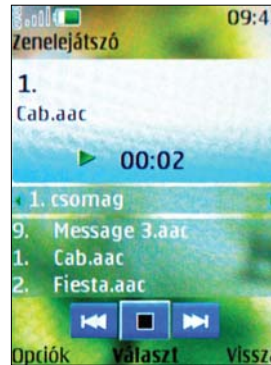 09:4
Zenelejátszó
1.
Cab.aac
00:02
1. csomag
9. Message 3.aac
1. Cab.aac
2. Fiesta.aac
Opciók Választ Vissza